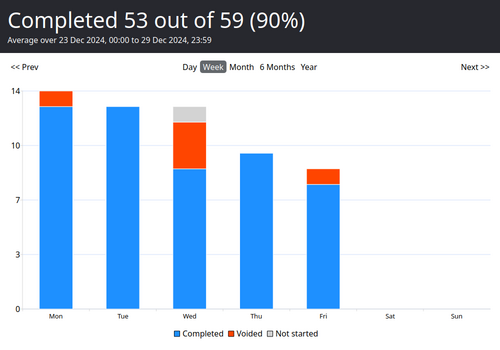 Completed 53 out of 59 (90%)
Average over 23 Dec 2024, 00:00 to 29 Dec 2024, 23:59
<< Prev Day Week Month 6 Months Year Next >>
14
10
7
3
0
Mon Tue Wed Thu Fri Sat Sun
Completed Voided Not started